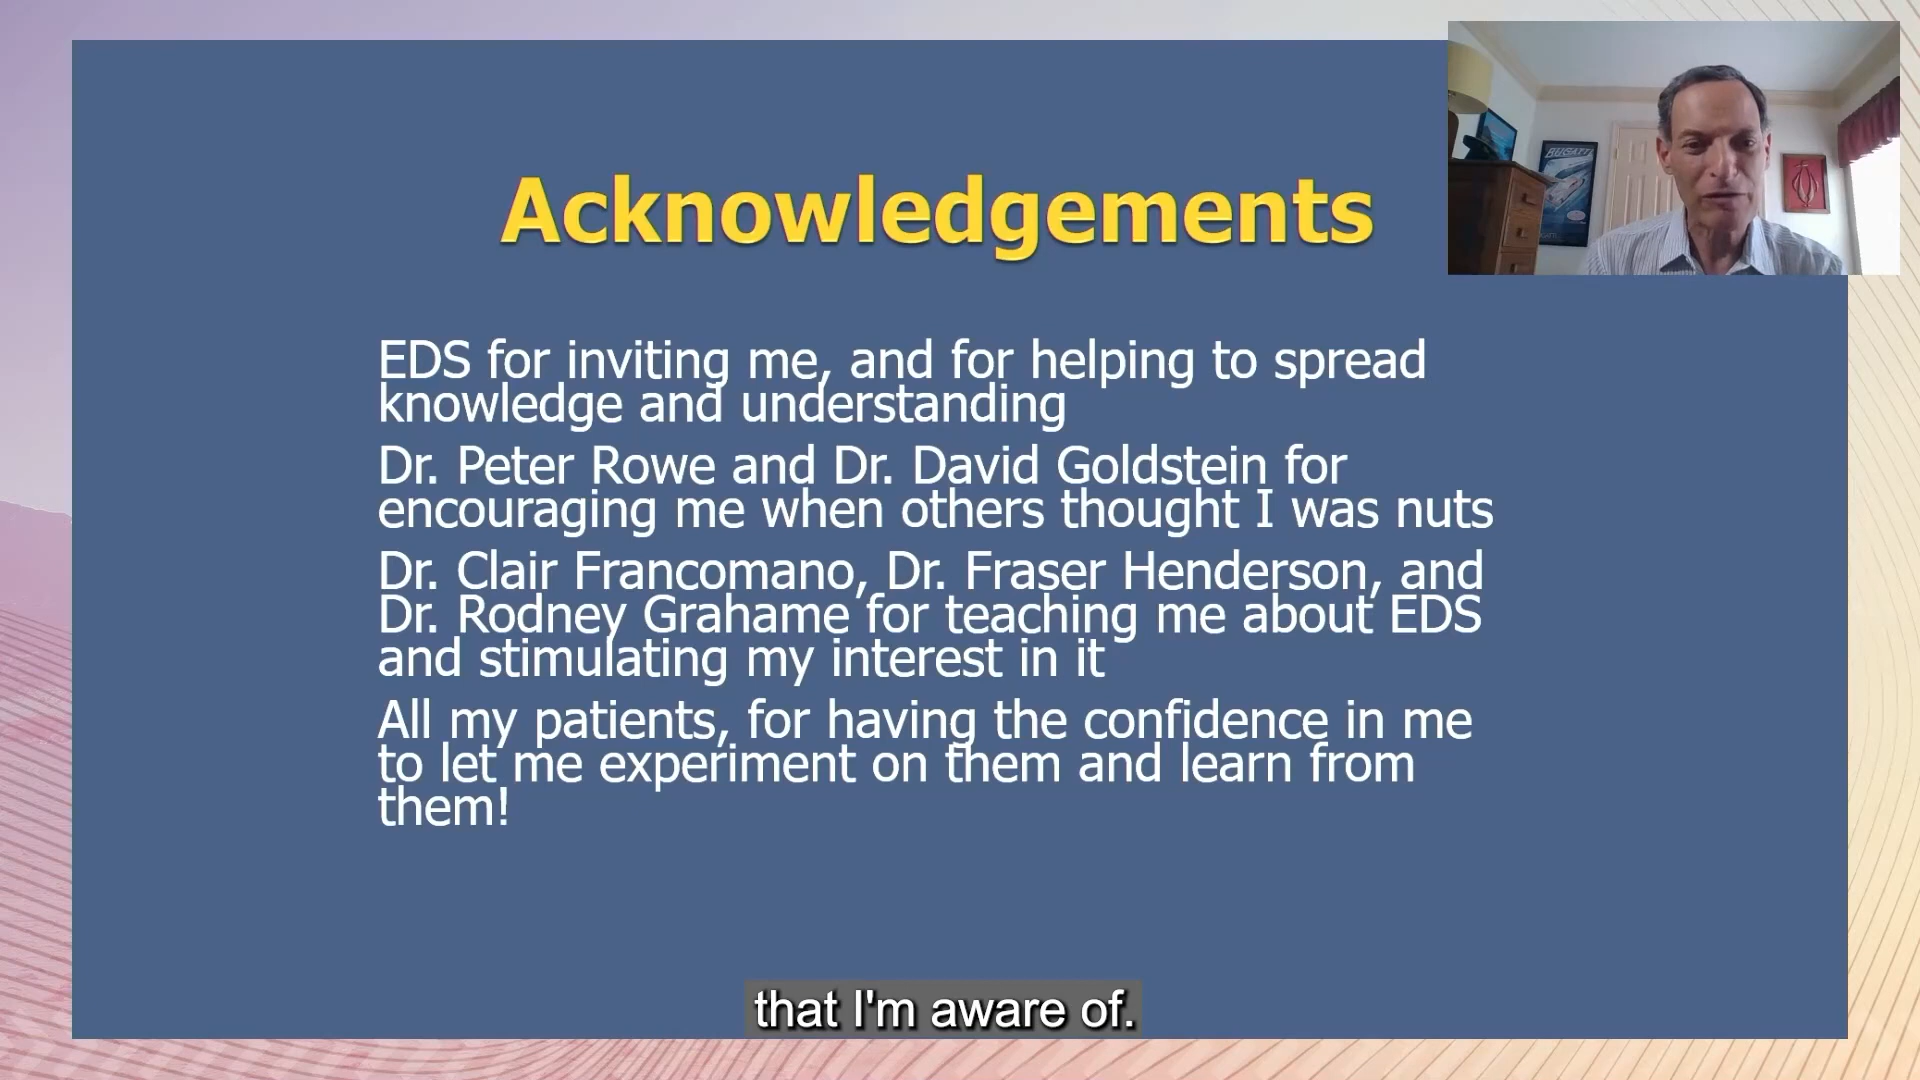 Acknowledgements
BUGATTI
EDS for inviting me, and for helping to spread
knowledge and understanding
Dr. Peter Rowe and Dr. David Goldstein for
encouraging me when others thought I was nuts
Dr. Clair Francomano, Dr. Fraser Henderson, and
Dr. Rodney Grahame for teaching me about EDS
and stimulating my interest in it
All my patients, for having the confidence in me
to let me experiment on them and learn from
them!
that I'm aware of.